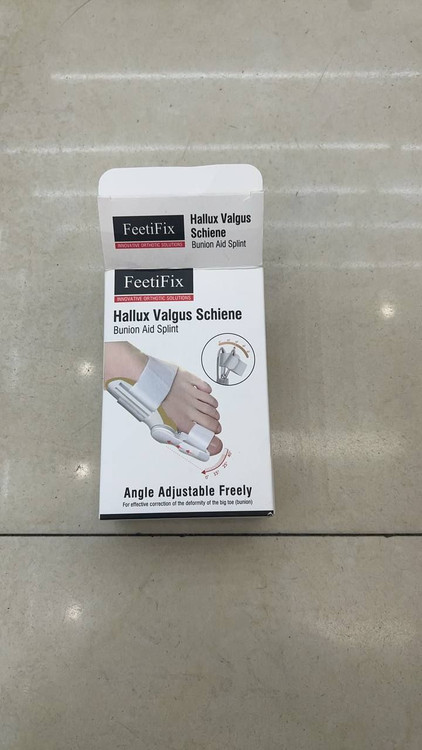 FeetiFix
INNOVATIVE ORTHOTIC SOLUTIONS
Hallux Valgus
Schiene
Bunion Aid Splint
FeetiFix
INNOVATIVE ORTHOTIC SOLUTIONS
Hallux Valgus Schiene
Bunion Aid Splint
Angle Adjustable Freely
For effective correction of the deformity of the big toe (bunion)